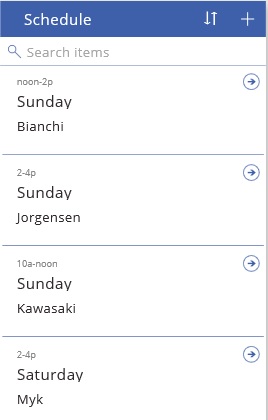 Schedule
Search items
noon-2p
Sunday
Bianchi
2-4p
Sunday
Jorgensen
10a-noon
Sunday
Kawasaki
2-4p
Saturday
Myk